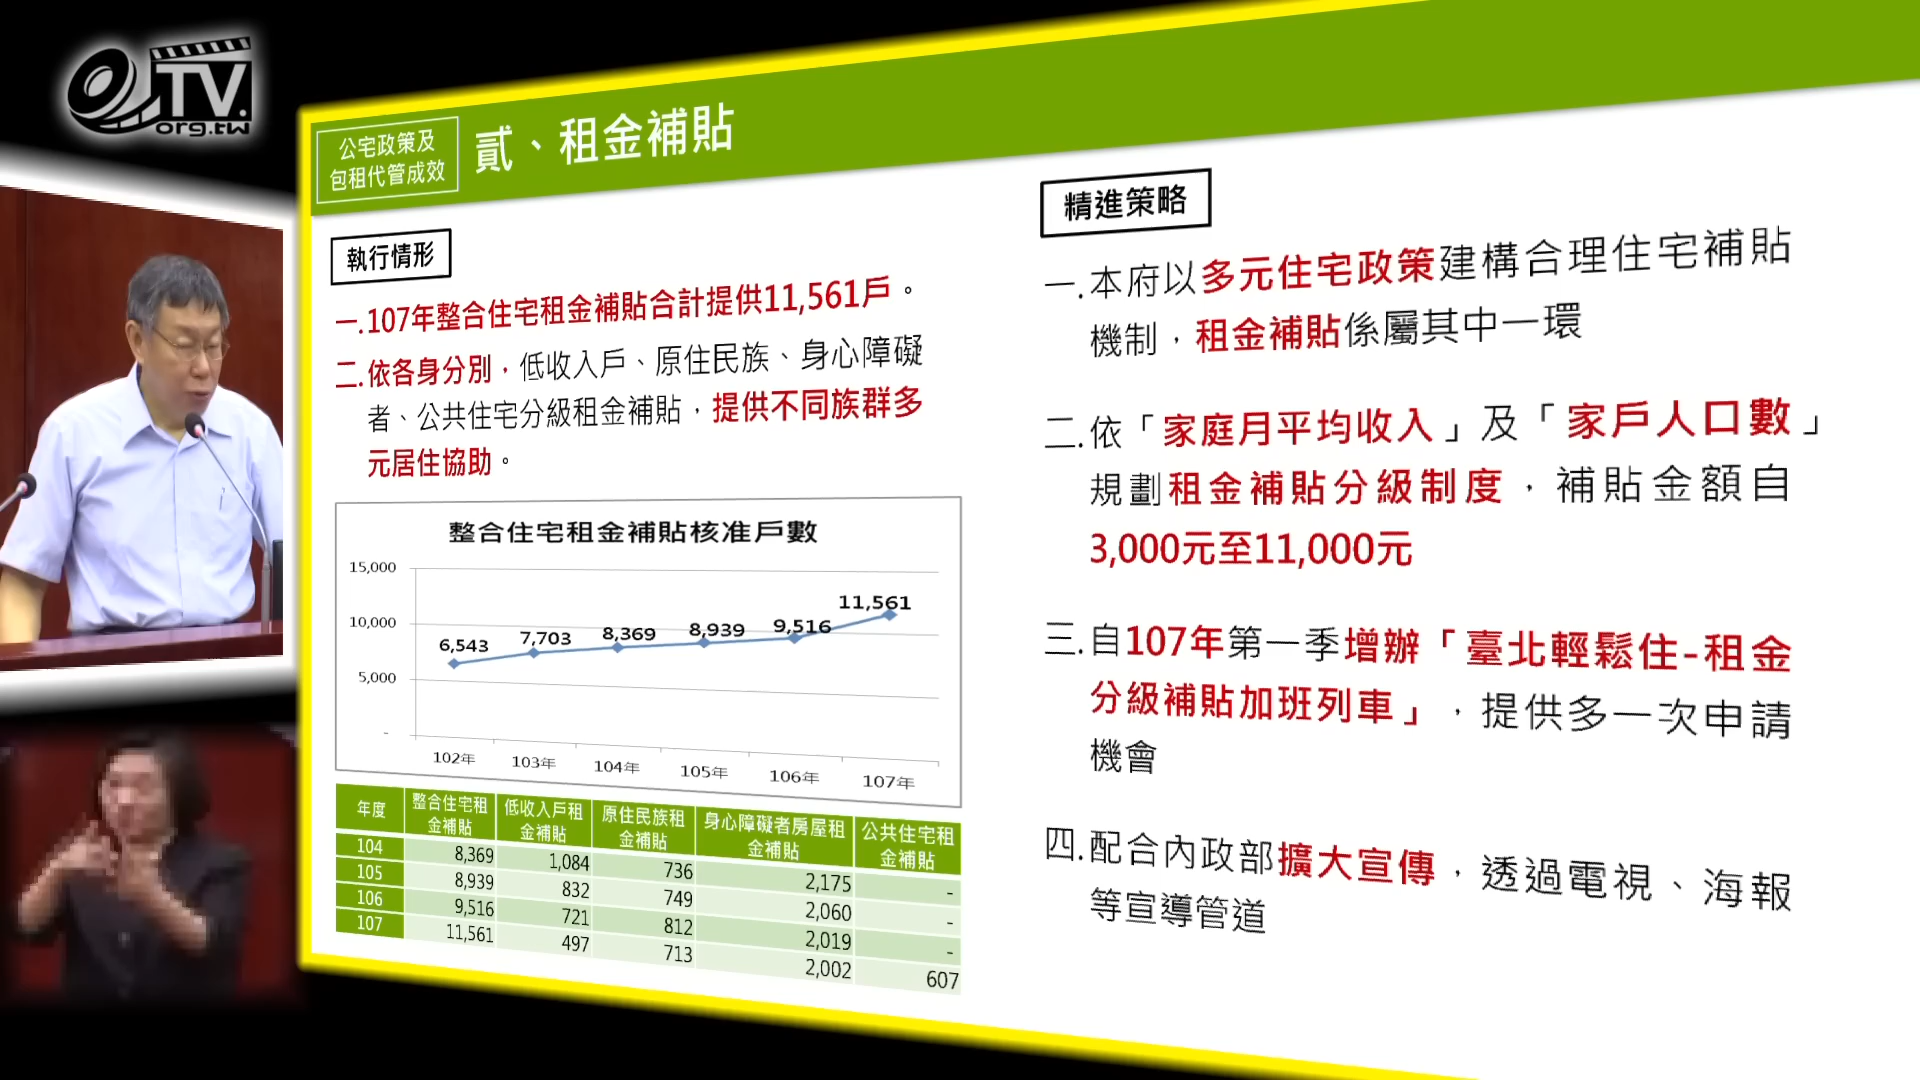 TV.
org.tw
公宅政策及
包租代管成效
貳、租金補貼
執行情形
一.107年整合住宅租金補貼合計提供11,561戶。
二.依各身分別，低收入戶、原住民族、身心障礙
者、公共住宅分級租金補貼，提供不同族群多
元居住協助。
整合住宅租金補貼核准戶數
15,000
10,000
5,000
-
6,543
7,703
8,369
8,939
9,516
11,561
102年
103年
104年
105年
106年
107年
年度 整合住宅租金補貼 低收入戶租金補貼 原住民族租金補貼 身心障礙者房屋租金補貼 公共住宅租金補貼
104 8,369 1,084 736 2,175 -
105 8,939 832 749 2,060 -
106 9,516 721 812 2,019 -
107 11,561 497 713 2,002 607
精進策略
一.本府以多元住宅政策建構合理住宅補貼
機制，租金補貼係屬其中一環
二.依「家庭月平均收入」及「家戶人口數」
規劃租金補貼分級制度，補貼金額自
3,000元至11,000元
三.自107年第一季增辦「臺北輕鬆住-租金
分級補貼加班列車」，提供多一次申請
機會
四.配合內政部擴大宣傳，透過電視、海報
等宣導管道